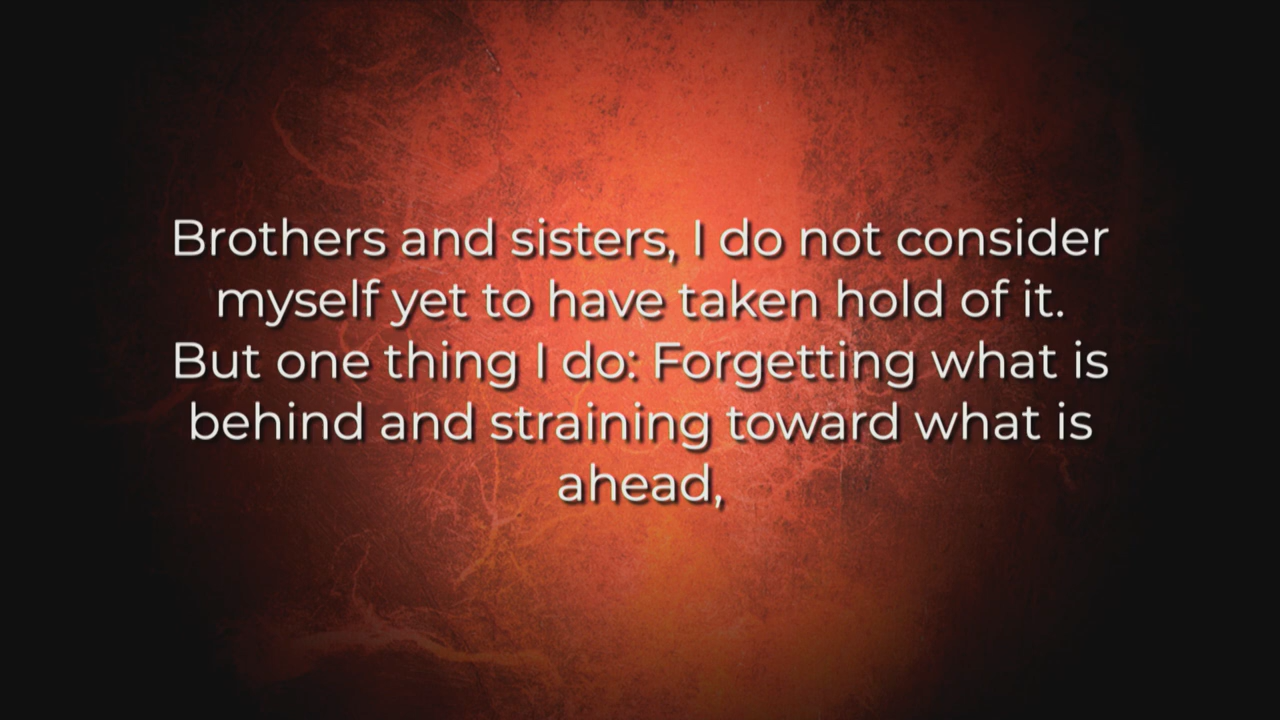 Brothers and sisters, I do not consider
myself yet to have taken hold of it.
But one thing I do: Forgetting what is
behind and straining toward what is
ahead,